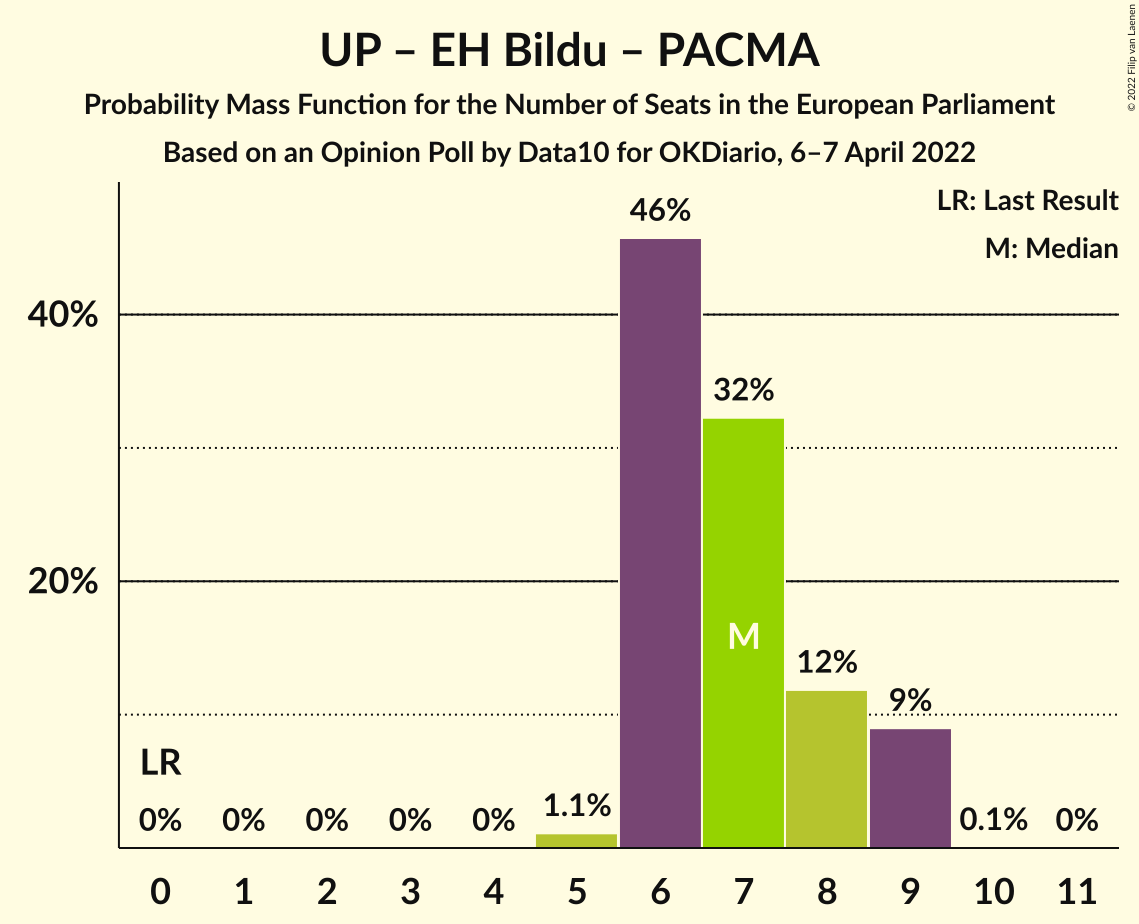 UP – EH Bildu – PACMA
Probability Mass Function for the Number of Seats in the European Parliament
Based on an Opinion Poll by Data10 for OKDiario, 6–7 April 2022
© 2022 Filip van Laenen
LR: Last Result
M: Median
46%
40%
32%
20%
M
12%
9%
LR
0% 0% 0% 0% 0% 1.1% 0.1% 0%
0 1 2 3 4 5 6 7 8 9 10 11